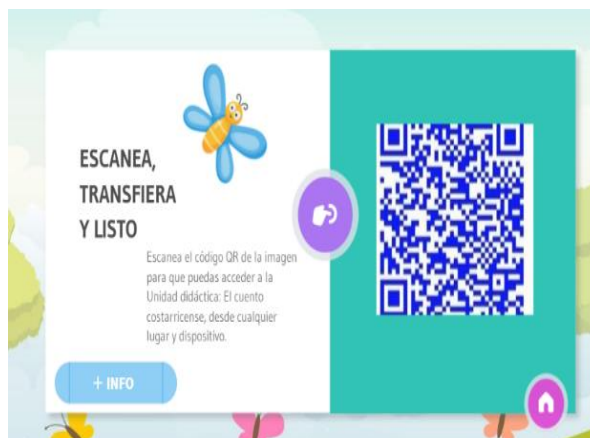 ESCANEA,
TRANSFIERA
Y LISTO
Escanea el código QR de la imagen
para que puedas acceder a la
Unidad didáctica: El cuento
costarricense, desde cualquier
lugar y dispositivo.
+ INFO